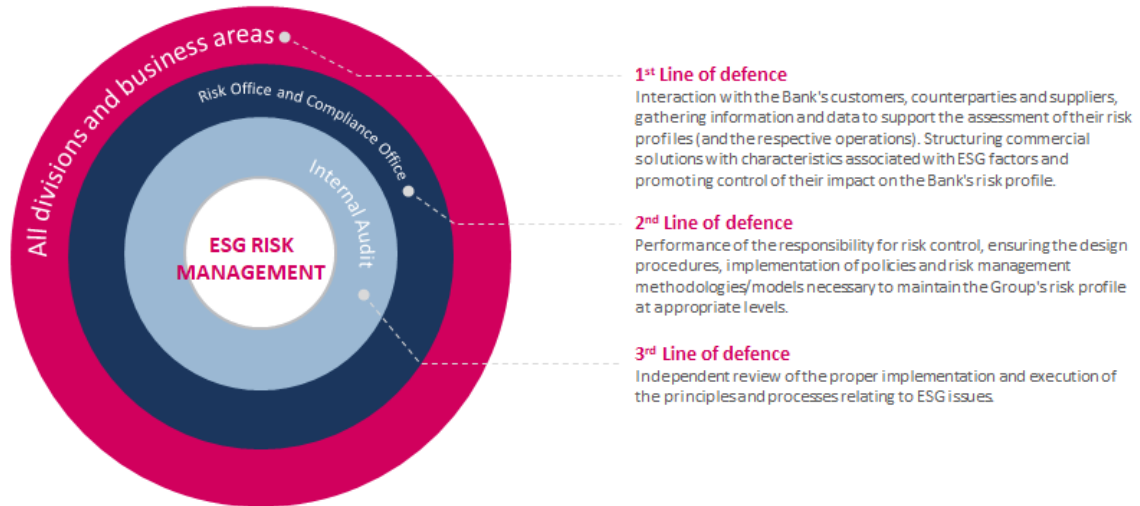 All divisions and business areas
Risk Office and Compliance Office
Internal Audit
ESG RISK
MANAGEMENT
1st Line of defence
Interaction with the Bank's customers, counterparties and suppliers,
gathering information and data to support the assessment of their risk
profiles (and the respective operations). Structuring commercial
solutions with characteristics associated with ESG factors and
promoting control of their impact on the Bank's risk profile.
2nd Line of defence
Performance of the responsibility for risk control, ensuring the design
procedures, implementation of policies and risk management
methodologies/models necessary to maintain the Group's risk profile
at appropriate levels.
3rd Line of defence
Independent review of the proper implementation and execution of
the principles and processes relating to ESG issues.